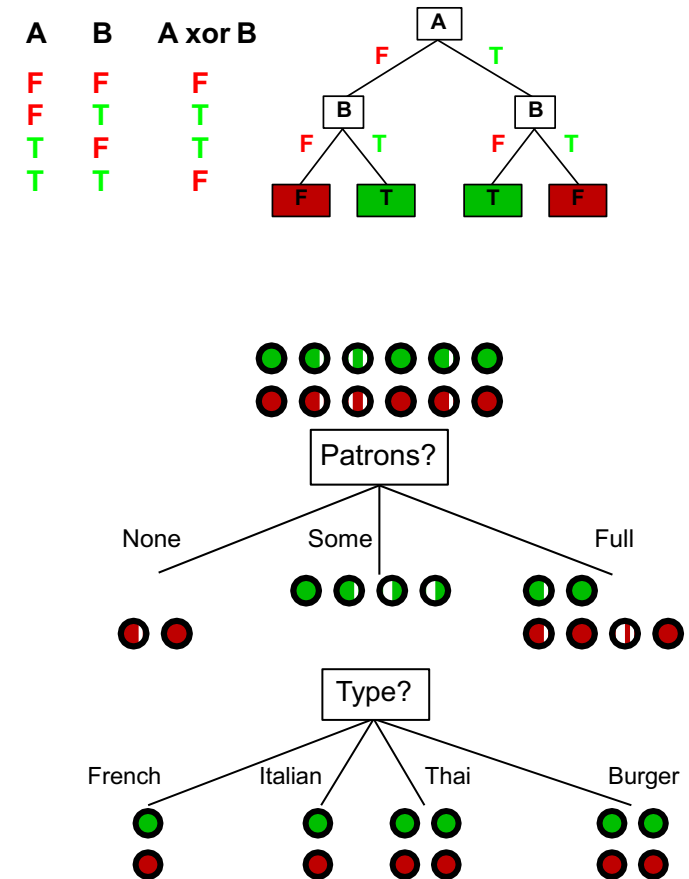 A B A xor B
F F F
F T T
T F T
T T F
A
F T
B B
F T F T
F T T F
Patrons?
None Some Full
Type?
French Italian Thai Burger